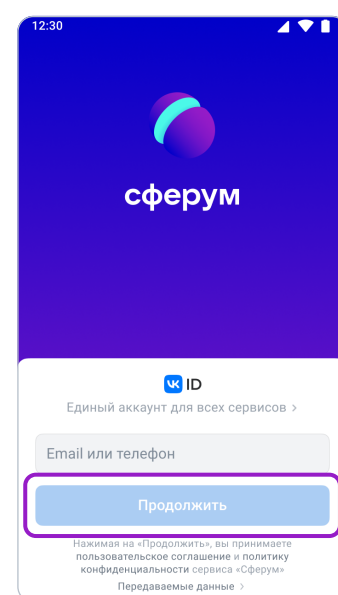 12:30
сферум
VK ID
Единый аккаунт для всех сервисов >
Email или телефон
Продолжить
Нажимая на «Продолжить», вы принимаете
пользовательское соглашение и политику
конфиденциальности сервиса «Сферум»
Передаваемые данные >